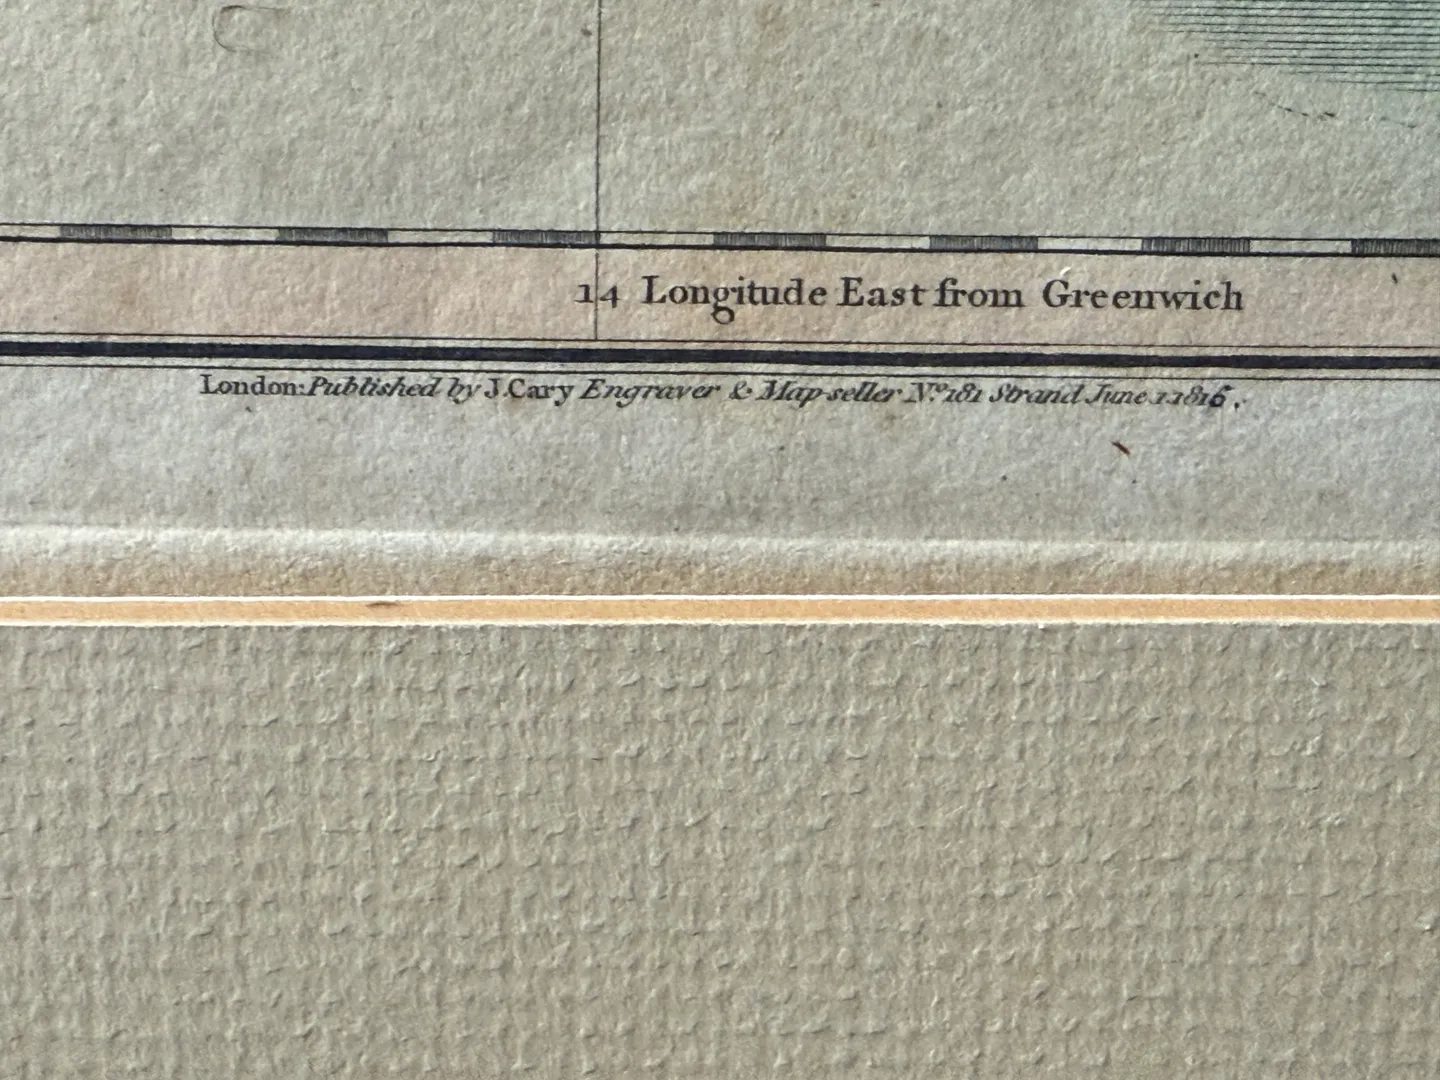 14 Longitude East from Greenwich
London: Published by J. Cary Engraver & Map-seller No. 181 Strand June 1 1816.